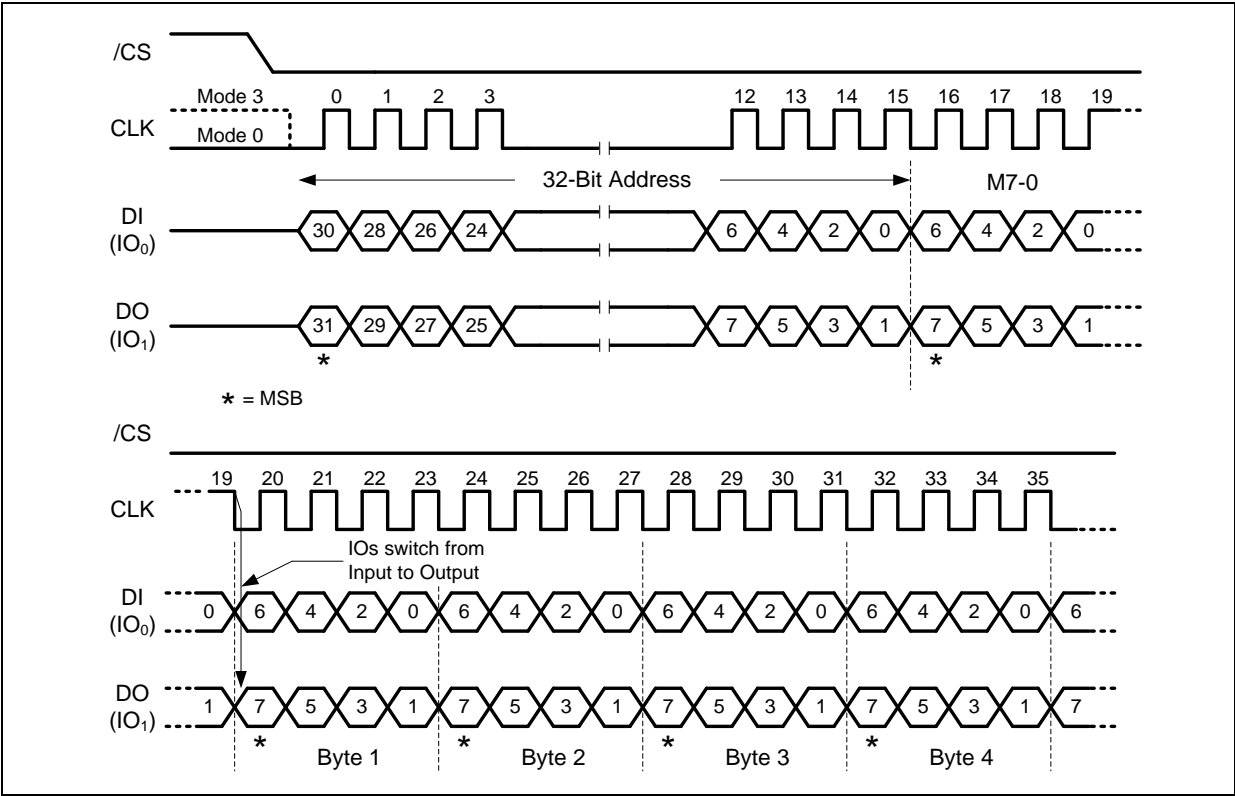 /CS
Mode 3 0 1 2 3 12 13 14 15 16 17 18 19
CLK
Mode 0
32-Bit Address M7-0
DI
(IO₀)
30 28 26 24 6 4 2 0 6 4 2 0
DO
(IO₁)
31 29 27 25 7 5 3 1 7 5 3 1
* *
* = MSB
/CS
19 20 21 22 23 24 25 26 27 28 29 30 31 32 33 34 35
CLK
IOs switch from
Input to Output
DI
(IO₀)
0 6 4 2 0 6 4 2 0 6 4 2 0 6 4 2 0 6
DO
(IO₁)
1 7 5 3 1 7 5 3 1 7 5 3 1 7 5 3 1 7
* * * *
Byte 1 Byte 2 Byte 3 Byte 4